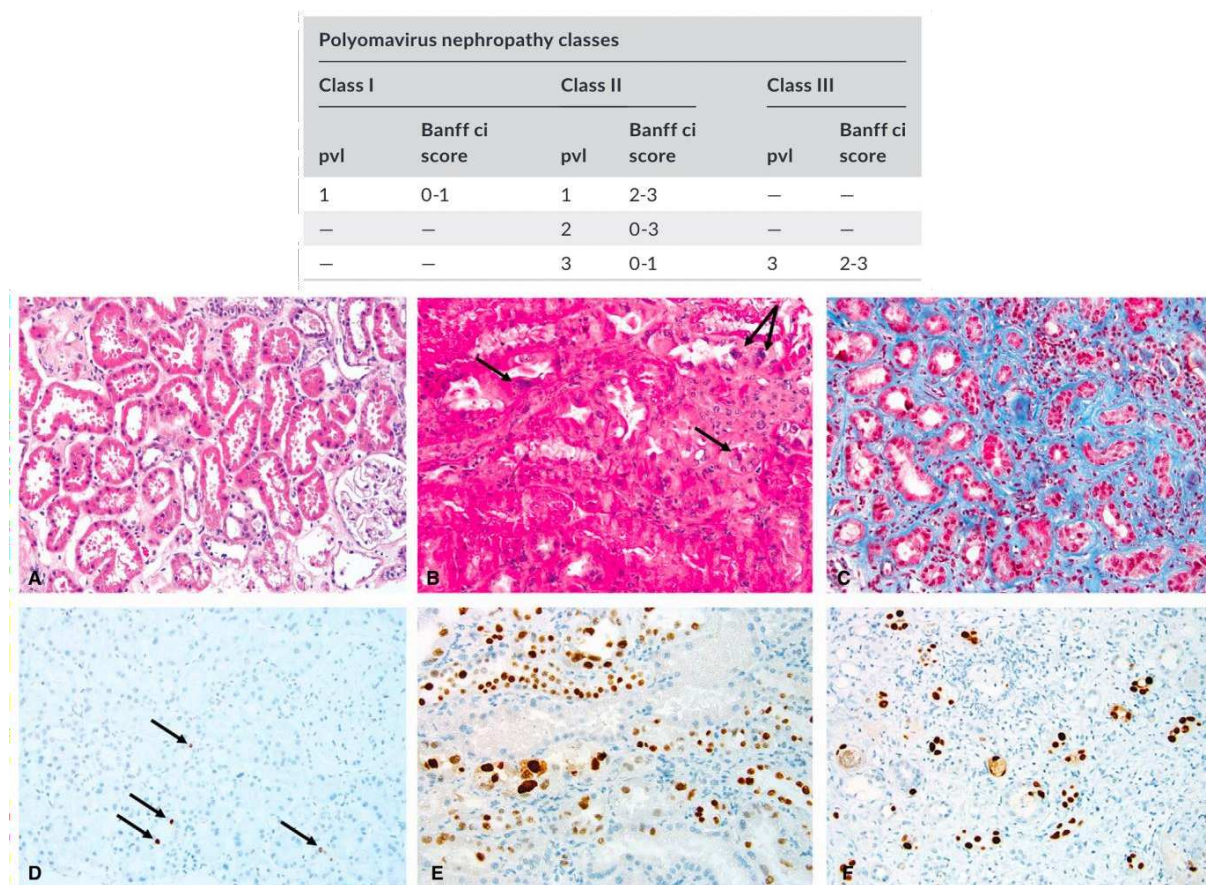 Polyomavirus nephropathy classes
Class I Class II Class III
pvl Banff ci score pvl Banff ci score pvl Banff ci score
1 0-1 1 2-3 — —
— — 2 0-3 — —
— — 3 0-1 3 2-3
A B C
D E F